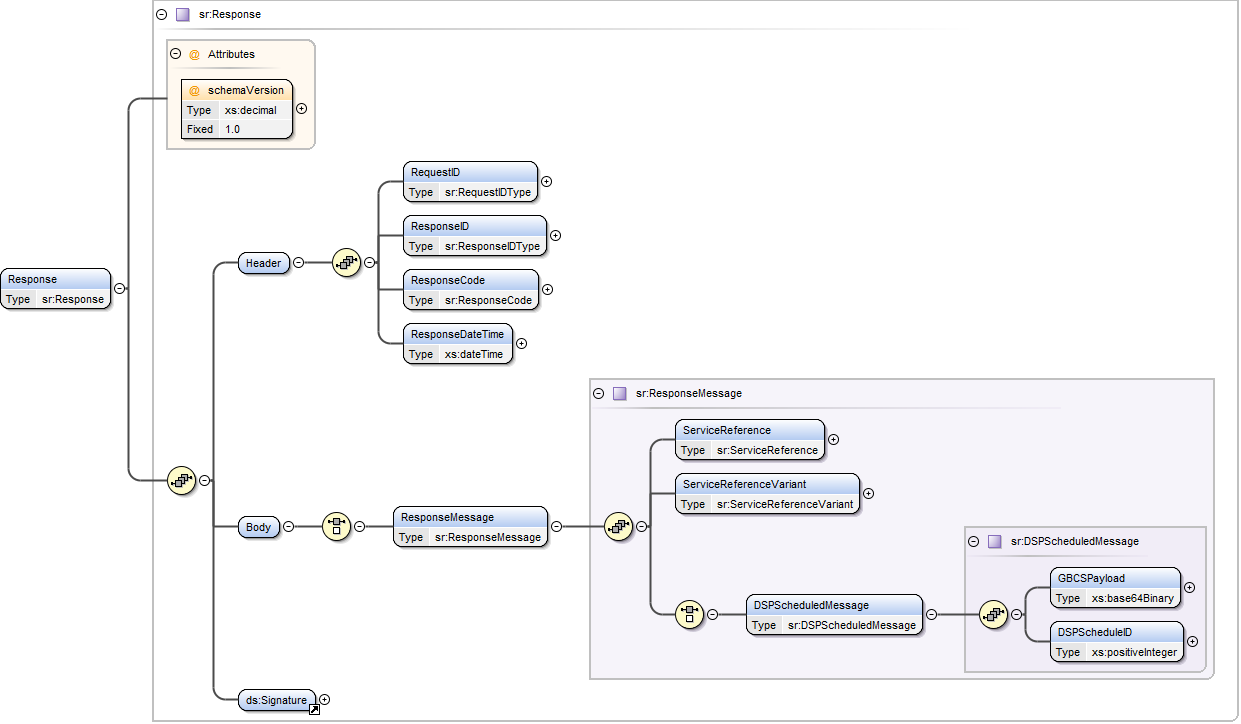 sr:Response
@ Attributes
@ schemaVersion
Type xs:decimal
Fixed 1.0
RequestID
Type sr:RequestIDType
ResponseID
Type sr:ResponseIDType
Header
Response
Type sr:Response
ResponseCode
Type sr:ResponseCode
ResponseDateTime
Type xs:dateTime
sr:ResponseMessage
ServiceReference
Type sr:ServiceReference
ServiceReferenceVariant
Type sr:ServiceReferenceVariant
Body
ResponseMessage
Type sr:ResponseMessage
sr:DSPScheduledMessage
GBCSPayload
Type xs:base64Binary
DSPScheduledMessage
Type sr:DSPScheduledMessage
DSPScheduleID
Type xs:positiveInteger
ds:Signature